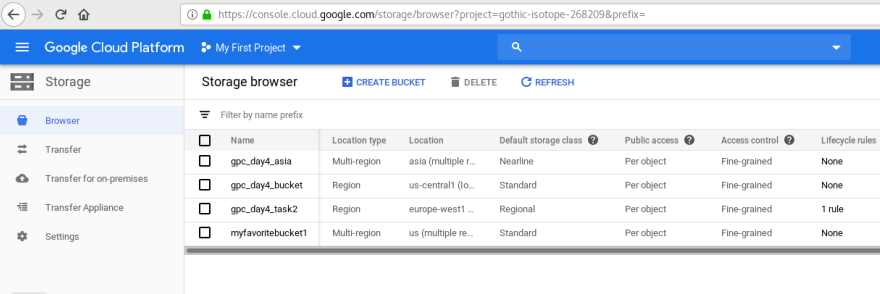 https://console.cloud.google.com/storage/browser?project=gothic-isotope-268209&prefix=
Google Cloud Platform My First Project
Storage Storage browser CREATE BUCKET DELETE REFRESH
Filter by name prefix
Browser
Transfer
Transfer for on-premises
Transfer Appliance
Settings
Name Location type Location Default storage class Public access Access control Lifecycle rules
gpc_day4_asia Multi-region asia (multiple r... Nearline Per object Fine-grained None
gpc_day4_bucket Region us-central1 (Io... Standard Per object Fine-grained None
gpc_day4_task2 Region europe-west1 ... Regional Per object Fine-grained 1 rule
myfavoritebucket1 Multi-region us (multiple re... Standard Per object Fine-grained None